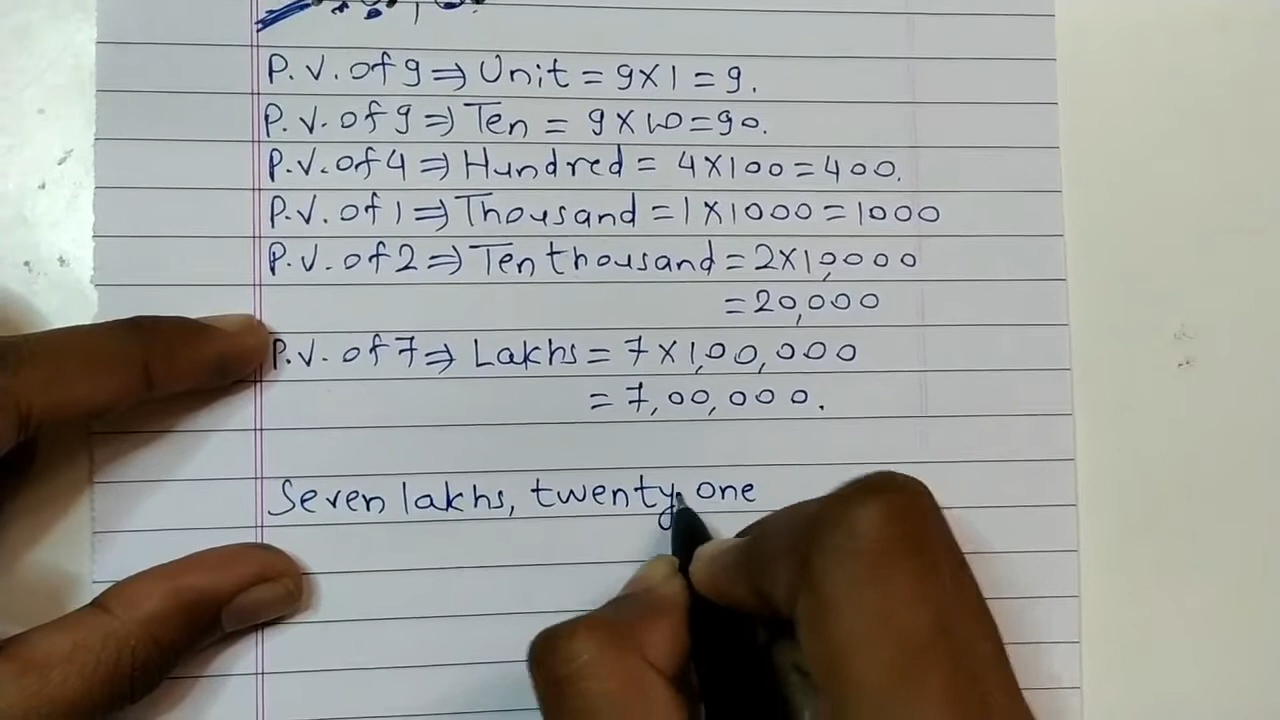 P.V. of 9 ⇒ Unit = 9 X 1 = 9.
P.V. of 9 ⇒ Ten = 9 X 10 = 90.
P.V. of 4 ⇒ Hundred = 4 X 100 = 400.
P.V. of 1 ⇒ Thousand = 1 X 1000 = 1000
P.V. of 2 ⇒ Ten thousand = 2 X 10,000
= 20,000
P.V. of 7 ⇒ Lakhs = 7 X 1,00,000
= 7,00,000.
Seven lakhs, twenty one